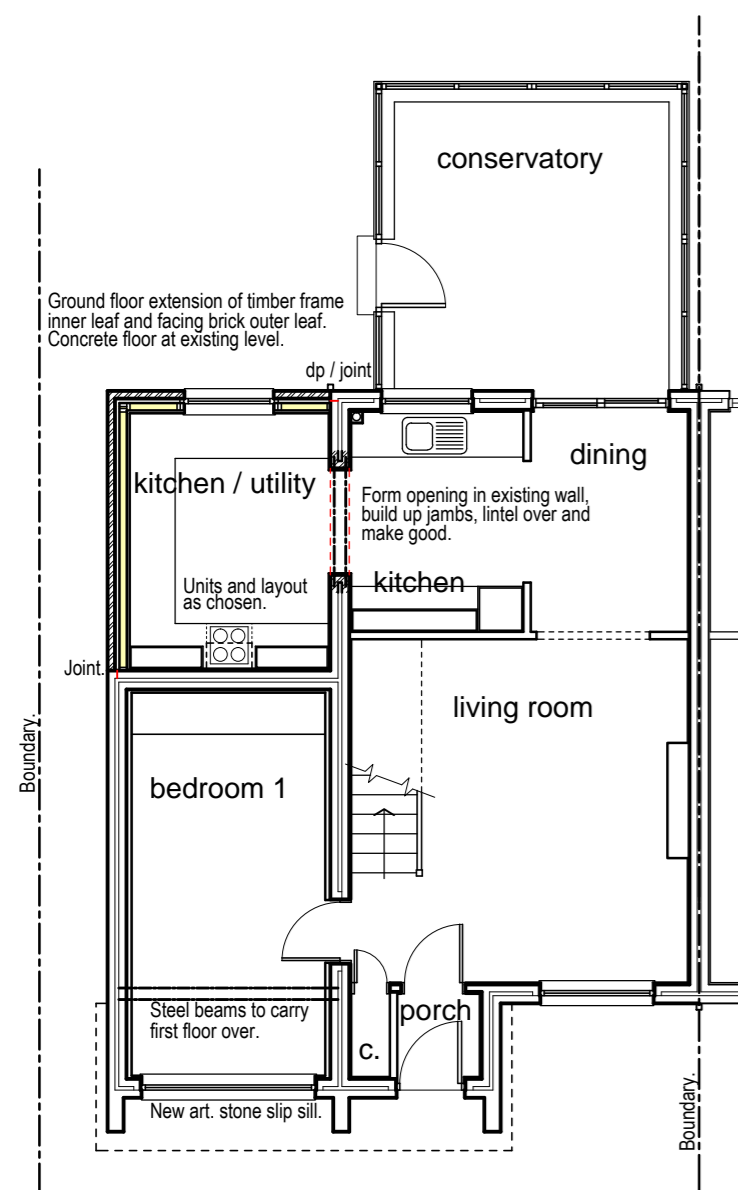 conservatory
Ground floor extension of timber frame
inner leaf and facing brick outer leaf.
Concrete floor at existing level.
dp / joint
dining
kitchen / utility
Form opening in existing wall,
build up jambs, lintel over and
make good.
kitchen
Units and layout
as chosen.
Joint.
living room
Boundary.
bedroom 1
Steel beams to carry
first floor over.
porch
c.
New art. stone slip sill.
Boundary.